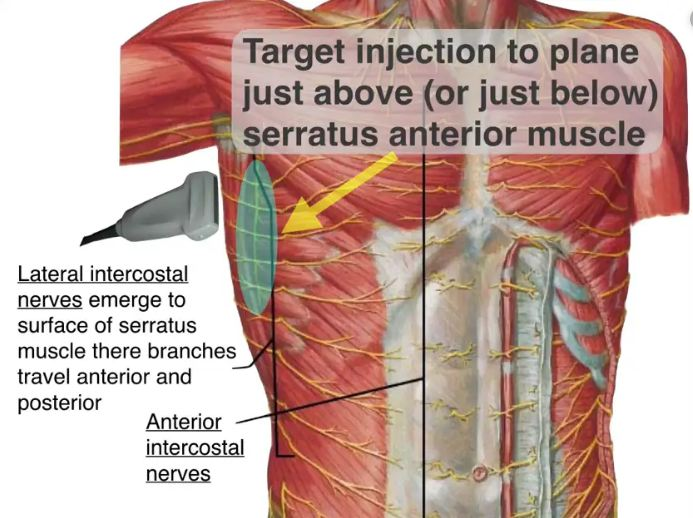 Target injection to plane
just above (or just below)
serratus anterior muscle
Lateral intercostal
nerves emerge to
surface of serratus
muscle there branches
travel anterior and
posterior
Anterior
intercostal
nerves